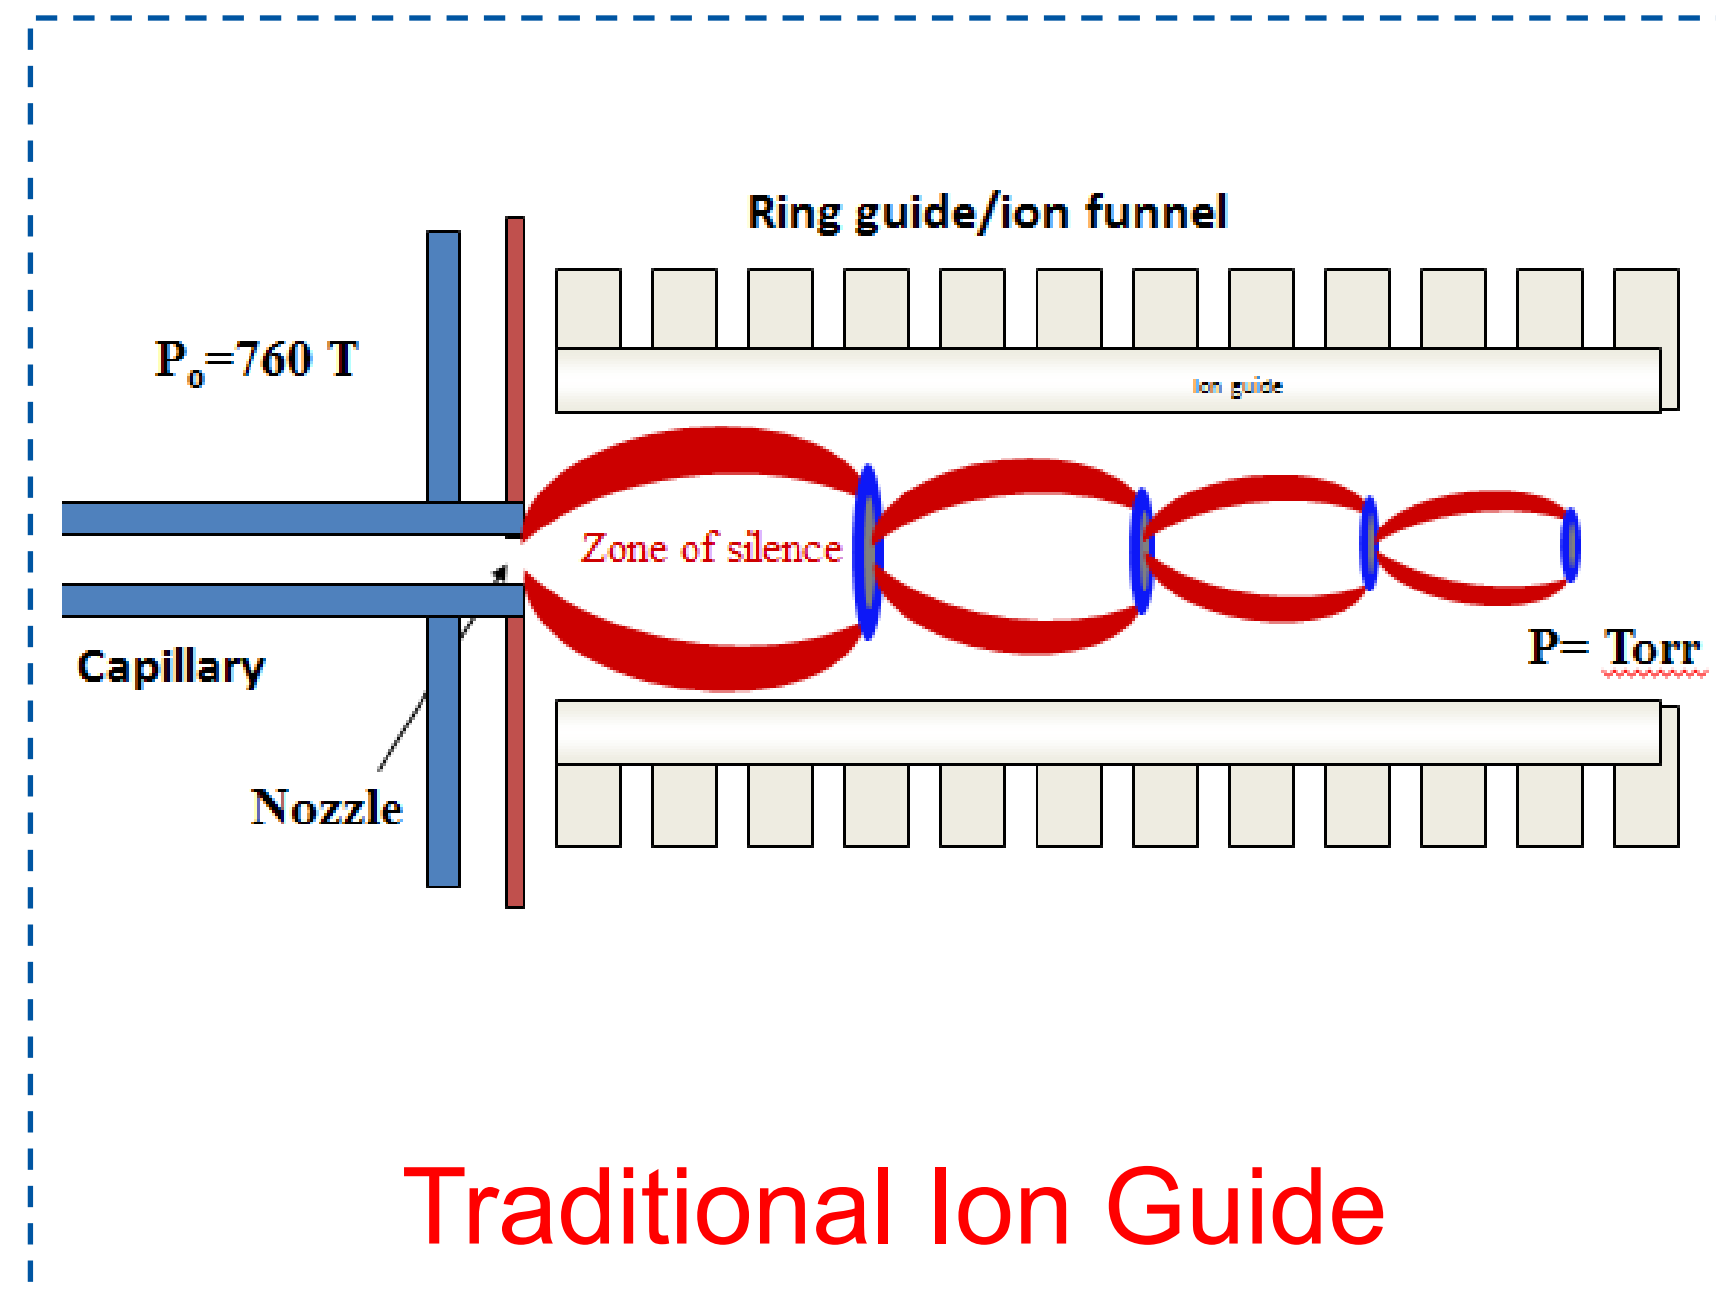 Ring guide/ion funnel
Pₒ=760 T
Ion guide
Zone of silence
P= Torr
Capillary
Nozzle
Traditional Ion Guide